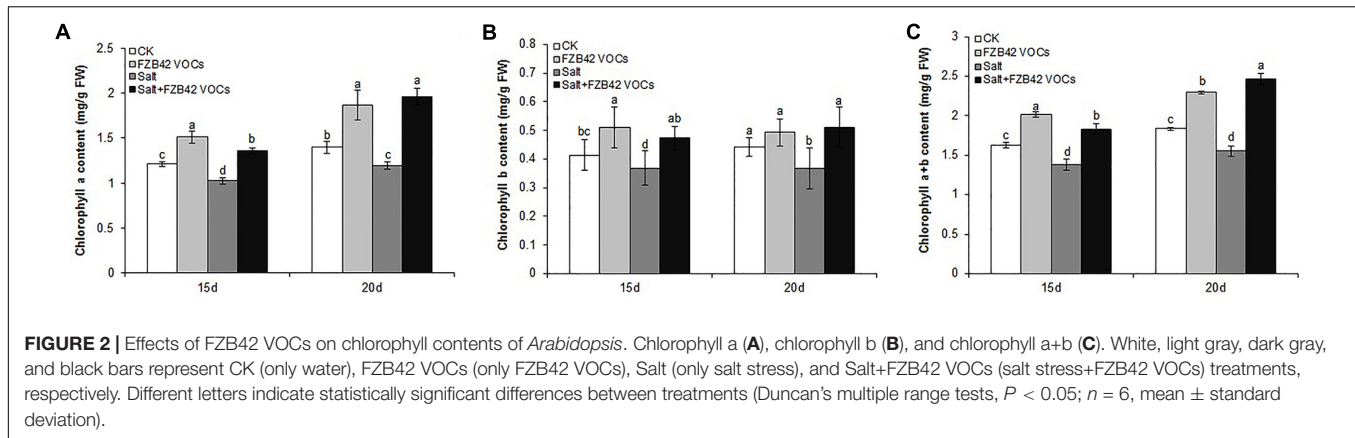 A
Chlorophyll a content (mg/g FW)
2.5
2
1.5
1
0.5
0
CK
FZB42 VOCs
Salt
Salt+FZB42 VOCs
c
a
d
b
b
a
c
a
15d
20d
B
Chlorophyll b content (mg/g FW)
0.8
0.7
0.6
0.5
0.4
0.3
0.2
0.1
0
CK
FZB42 VOCs
Salt
Salt+FZB42 VOCs
bc
a
d
ab
a
a
b
a
15d
20d
C
Chlorophyll a+b content (mg/g FW)
3
2.5
2
1.5
1
0.5
0
CK
FZB42 VOCs
Salt
Salt+FZB42 VOCs
c
a
d
b
c
b
d
a
15d
20d
FIGURE 2 | Effects of FZB42 VOCs on chlorophyll contents of Arabidopsis. Chlorophyll a (A), chlorophyll b (B), and chlorophyll a+b (C). White, light gray, dark gray,
and black bars represent CK (only water), FZB42 VOCs (only FZB42 VOCs), Salt (only salt stress), and Salt+FZB42 VOCs (salt stress+FZB42 VOCs) treatments,
respectively. Different letters indicate statistically significant differences between treatments (Duncan's multiple range tests, P < 0.05; n = 6, mean ± standard
deviation).